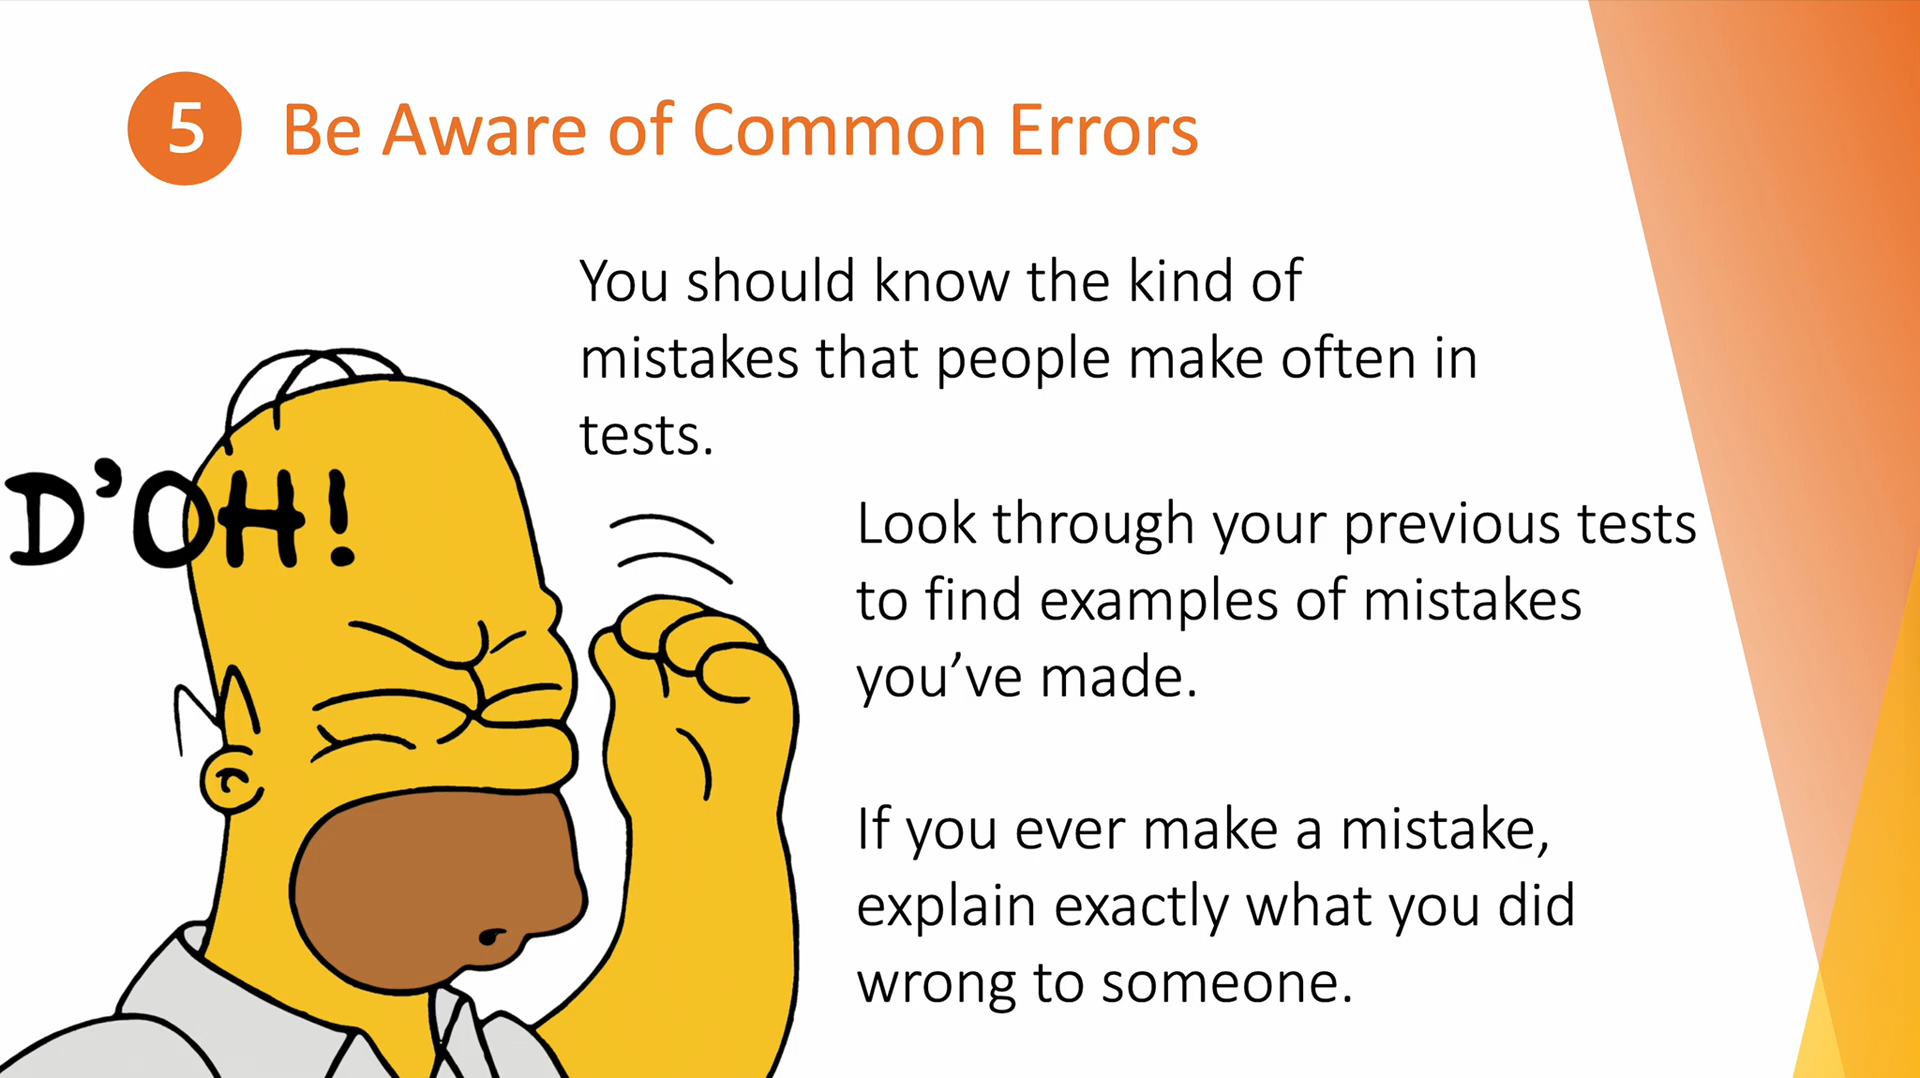 5 Be Aware of Common Errors
You should know the kind of
mistakes that people make often in
tests.
D'OH!
Look through your previous tests
to find examples of mistakes
you've made.
If you ever make a mistake,
explain exactly what you did
wrong to someone.